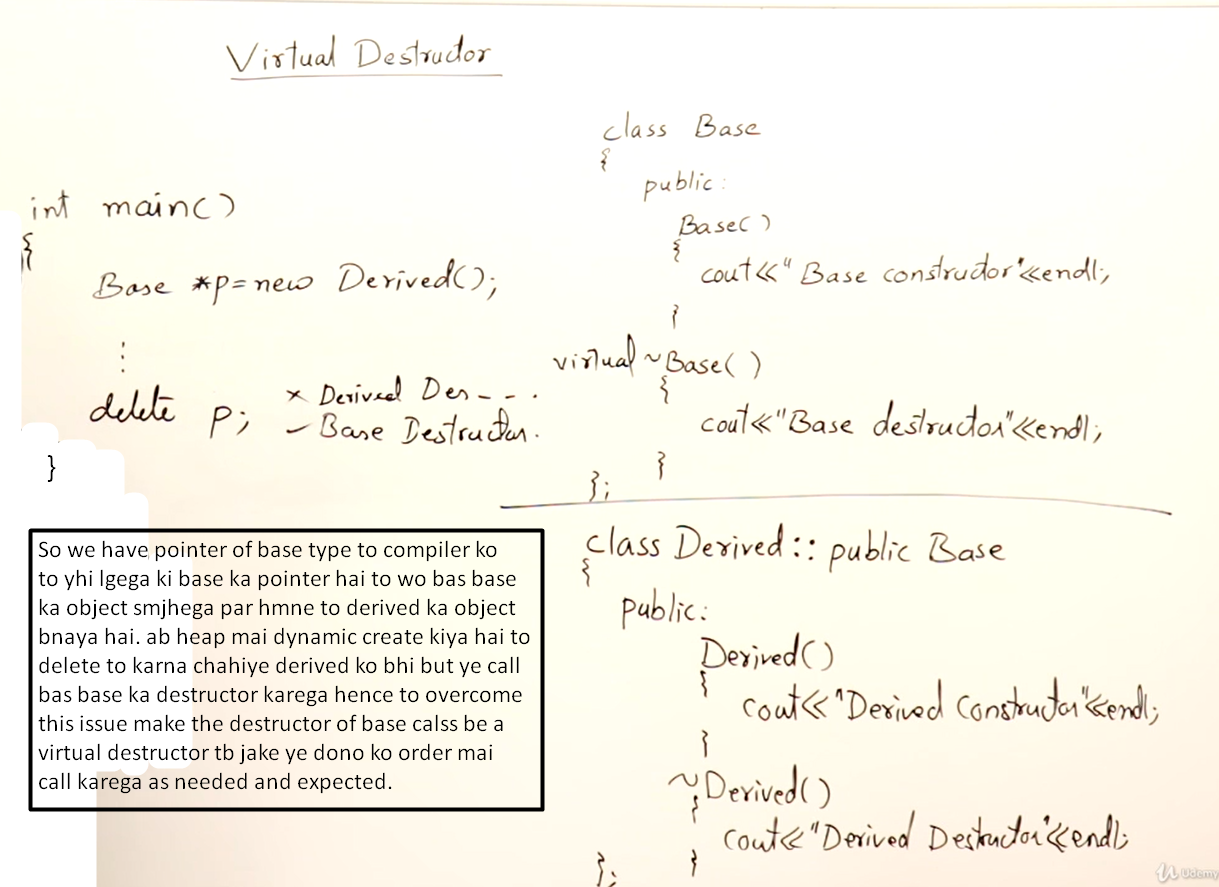 Virtual Destructor
int main()
{
Base *p=new Derived();
⋮
delete p; × Derived Des - - .
– Base Destructor.
}
So we have pointer of base type to compiler ko
to yhi lgega ki base ka pointer hai to wo bas base
ka object smjhega par hmne to derived ka object
bnaya hai. ab heap mai dynamic create kiya hai to
delete to karna chahiye derived ko bhi but ye call
bas base ka destructor karega hence to overcome
this issue make the destructor of base calss be a
virtual destructor tb jake ye dono ko order mai
call karega as needed and expected.
class Base
{
public:
Base()
{
cout<<"Base constructor"<<endl;
}
virtual ~Base()
{
cout<<"Base destructor"<<endl;
}
};
class Derived :: public Base
{
public:
Derived()
{
cout<<"Derived Constructor"<<endl;
}
~Derived()
{
cout<<"Derived Destructor"<<endl;
}
};
Udemy